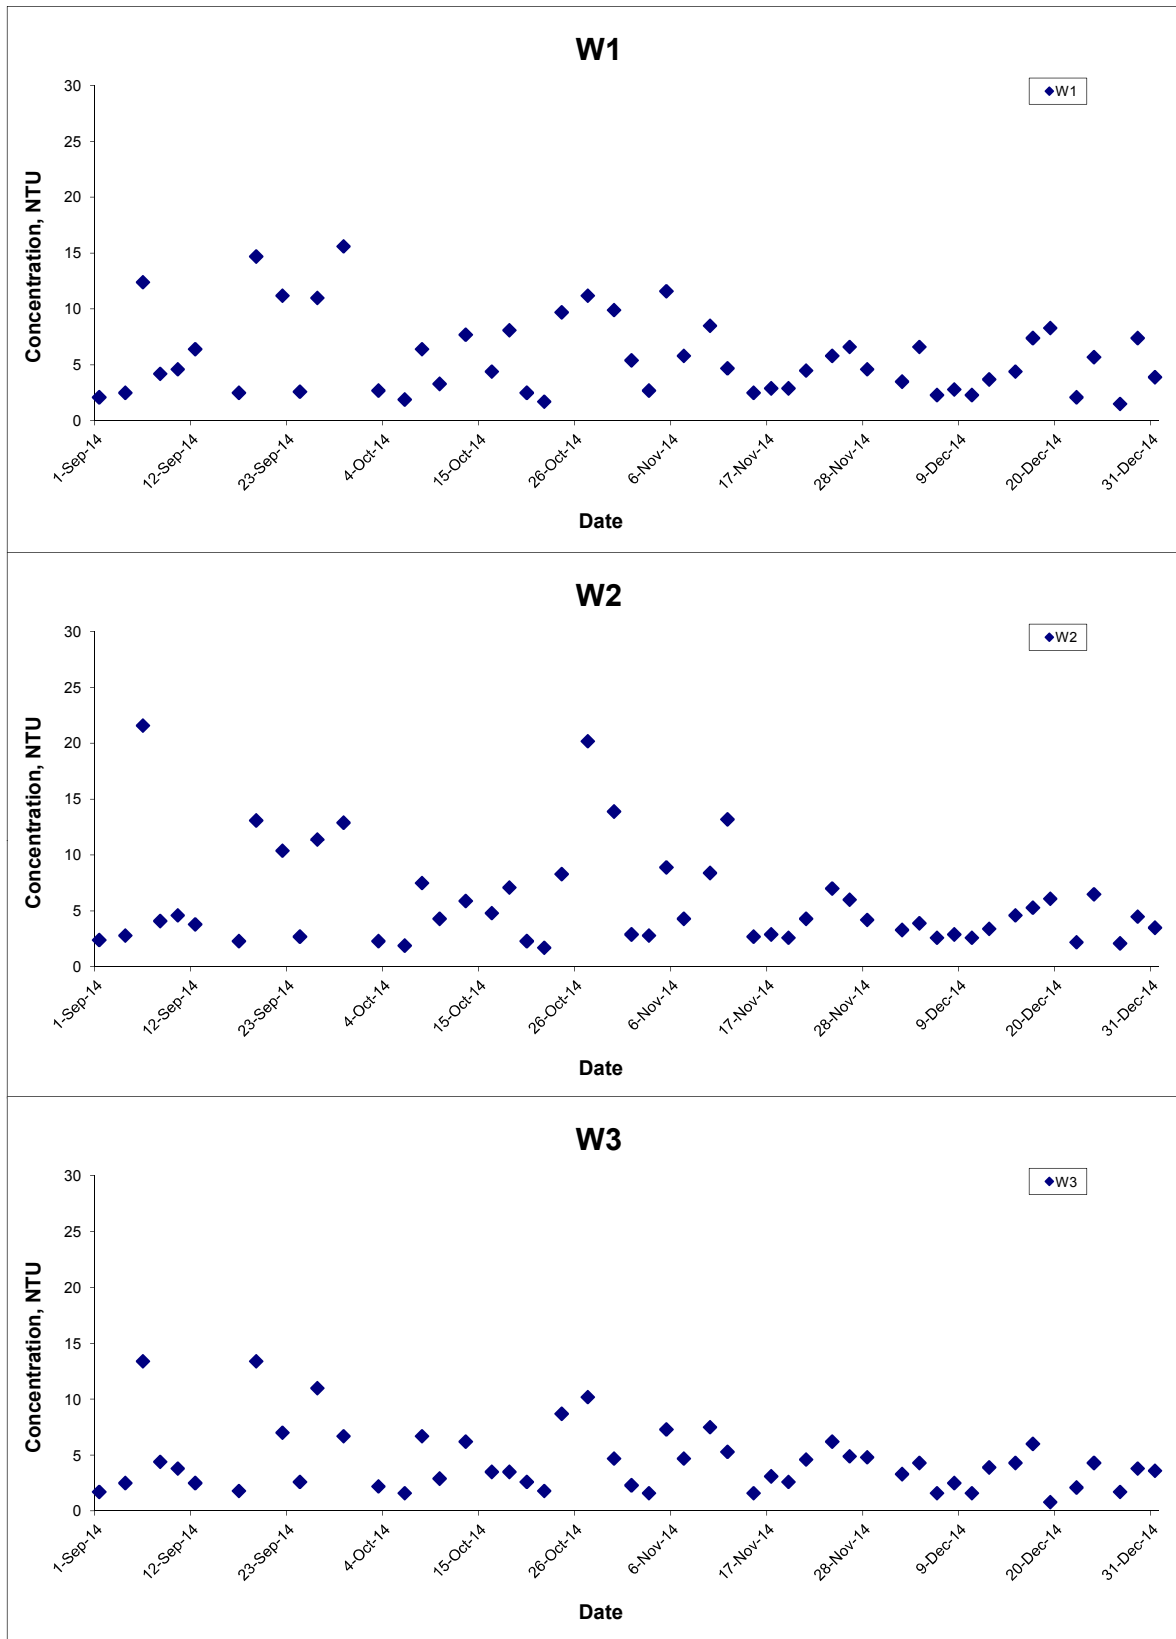 W1
W1
Concentration, NTU
30
25
20
15
10
5
0
1-Sep-14
12-Sep-14
23-Sep-14
4-Oct-14
15-Oct-14
26-Oct-14
6-Nov-14
17-Nov-14
28-Nov-14
9-Dec-14
20-Dec-14
31-Dec-14
Date
W2
W2
Concentration, NTU
30
25
20
15
10
5
0
1-Sep-14
12-Sep-14
23-Sep-14
4-Oct-14
15-Oct-14
26-Oct-14
6-Nov-14
17-Nov-14
28-Nov-14
9-Dec-14
20-Dec-14
31-Dec-14
Date
W3
W3
Concentration, NTU
30
25
20
15
10
5
0
1-Sep-14
12-Sep-14
23-Sep-14
4-Oct-14
15-Oct-14
26-Oct-14
6-Nov-14
17-Nov-14
28-Nov-14
9-Dec-14
20-Dec-14
31-Dec-14
Date